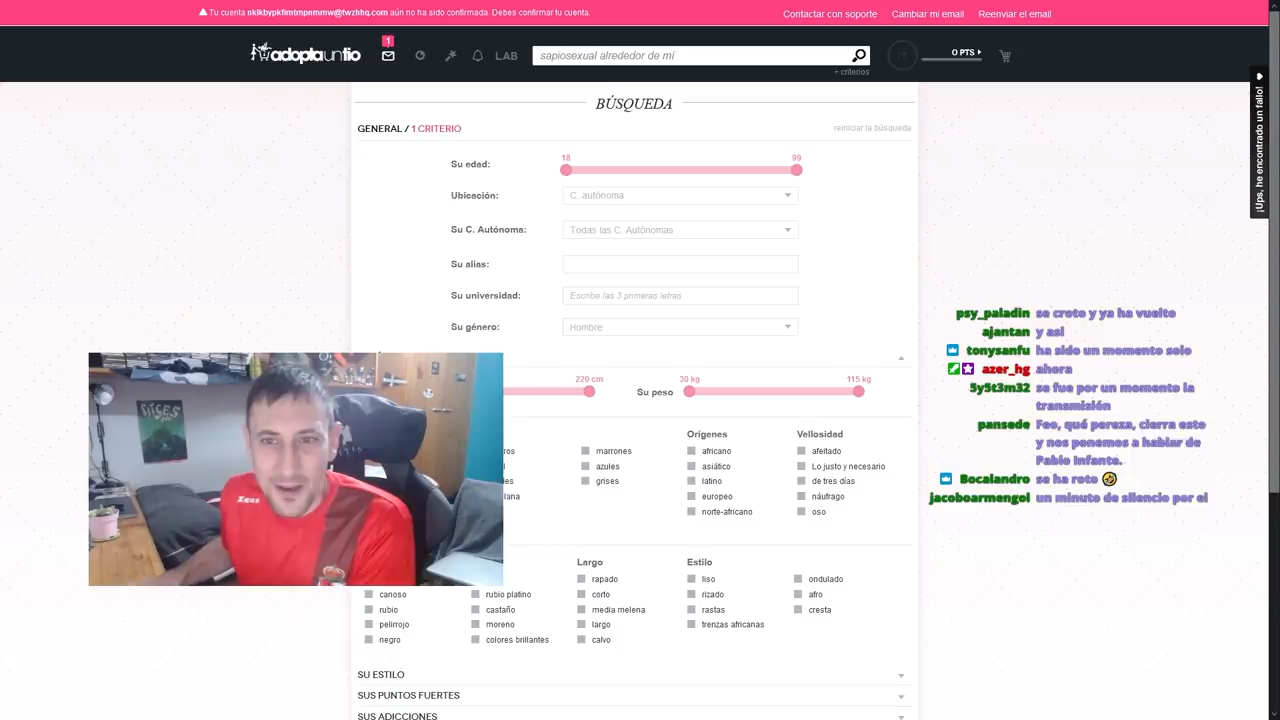 Tu cuenta nklkbypkfimtmpnmmw@twzhhq.com aún no ha sido confirmada. Debes confirmar tu cuenta.
Contactar con soporte
Cambiar mi email
Reenviar el email
adoptauntio
1
LAB
sapiosexual alrededor de mí
+ criterios
0 PTS
¡Ups, he encontrado un fallo!
BÚSQUEDA
GENERAL / 1 CRITERIO
reiniciar la búsqueda
Su edad:
18
99
Ubicación:
C. autónoma
Su C. Autónoma:
Todas las C. Autónomas
Su alias:
Su universidad:
Escribe las 3 primeras letras
Su género:
Hombre
220 cm
Su peso
30 kg
115 kg
ros
marrones
azules
es
grises
lana
Orígenes
africano
asiático
latino
europeo
norte-africano
Vellosidad
afeitado
Lo justo y necesario
de tres días
náufrago
oso
SITGES
Zeus
canoso
rubio
pelirrojo
negro
rubio platino
castaño
moreno
colores brillantes
Largo
rapado
corto
media melena
largo
calvo
Estilo
liso
rizado
rastas
trenzas africanas
ondulado
afro
cresta
SU ESTILO
SUS PUNTOS FUERTES
SUS ADICCIONES
psy_paladin se creto y ya ha vuelto
ajantan y asi
tonysanfu ha sido un momento solo
azer_hg ahora
5y5t3m32 se fue por un momento la
transmisión
pansede Feo, qué pereza, cierra esto
y nos ponemos a hablar de
Pablo Infante.
Bocalandro se ha roto
jacoboarmengol un minuto de silencio por el